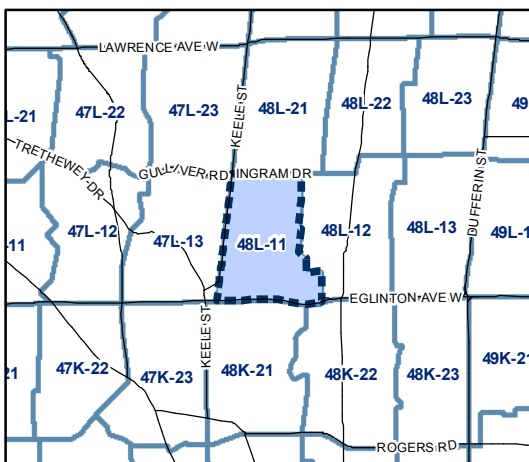 LAWRENCE AVE W
L-21
47L-22
47L-23
KEELE ST
48L-21
48L-22
48L-23
49
TRETHEWEY DR
GULLIVER RD
INGRAM DR
DUFFERIN ST
-11
47L-12
47L-13
48L-11
48L-12
48L-13
49L-1
EGLINTON AVE W
KEELE ST
21
47K-22
47K-23
48K-21
48K-22
48K-23
49K-21
ROGERS RD